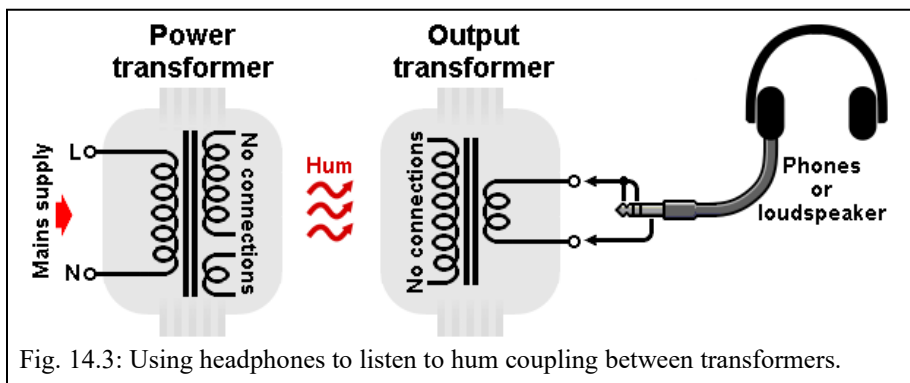 Power
transformer
Output
transformer
Mains supply
L
N
No connections
Hum
No connections
Phones
or
loudspeaker
Fig. 14.3: Using headphones to listen to hum coupling between transformers.